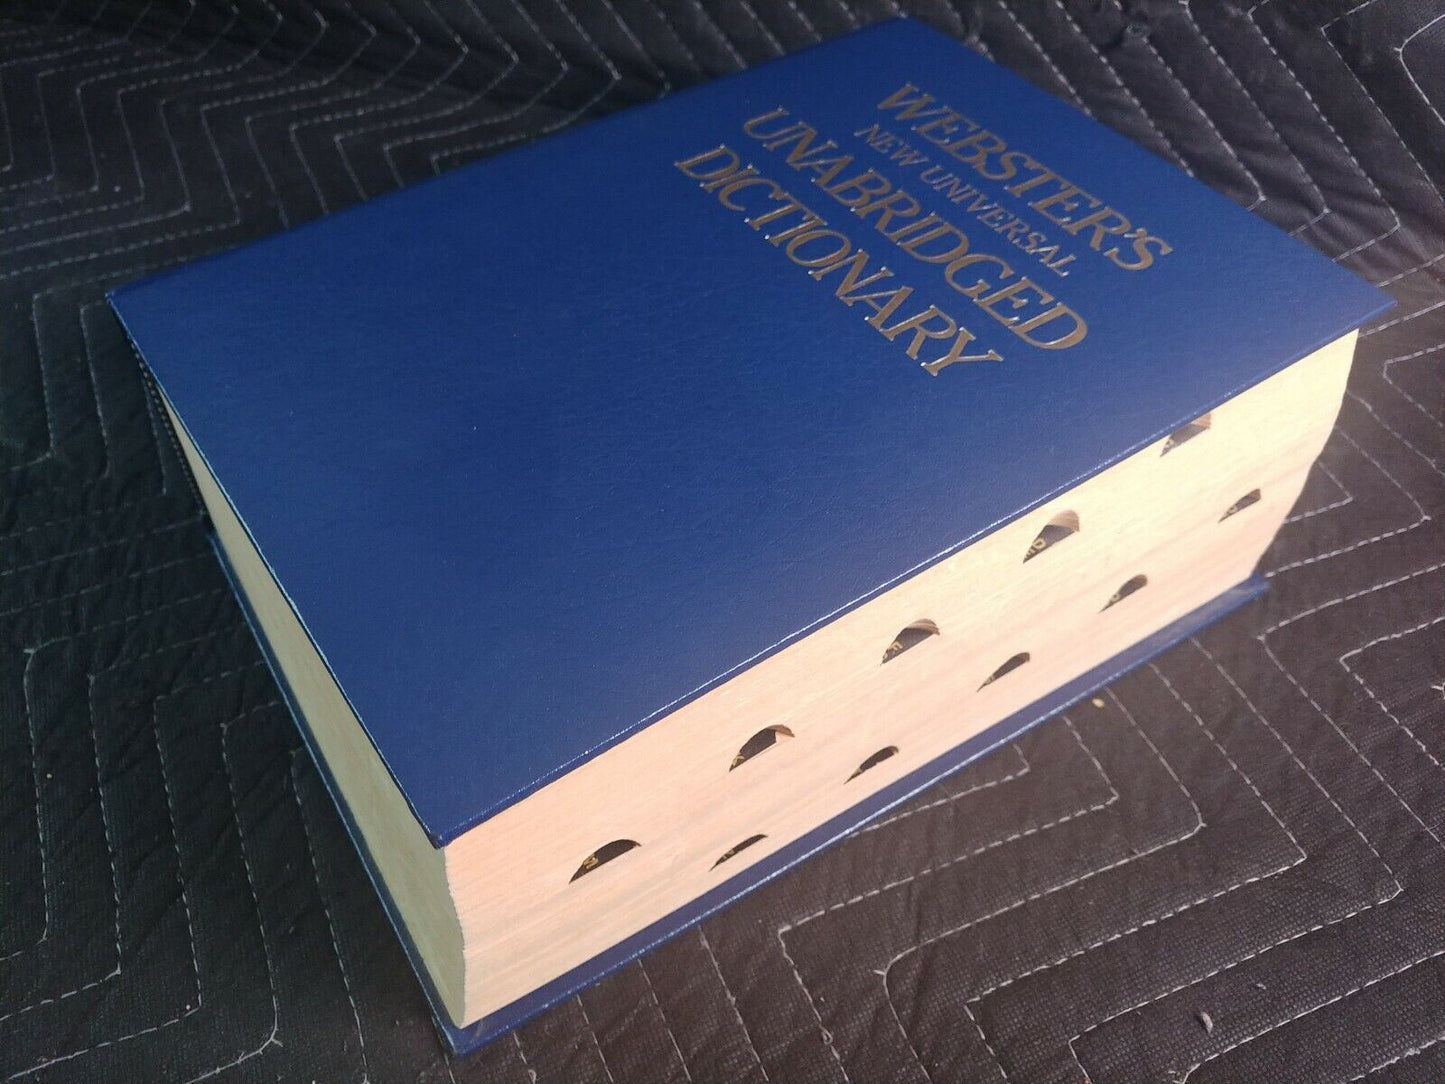 WEBSTER'S
NEW UNIVERSAL
UNABRIDGED
DICTIONARY